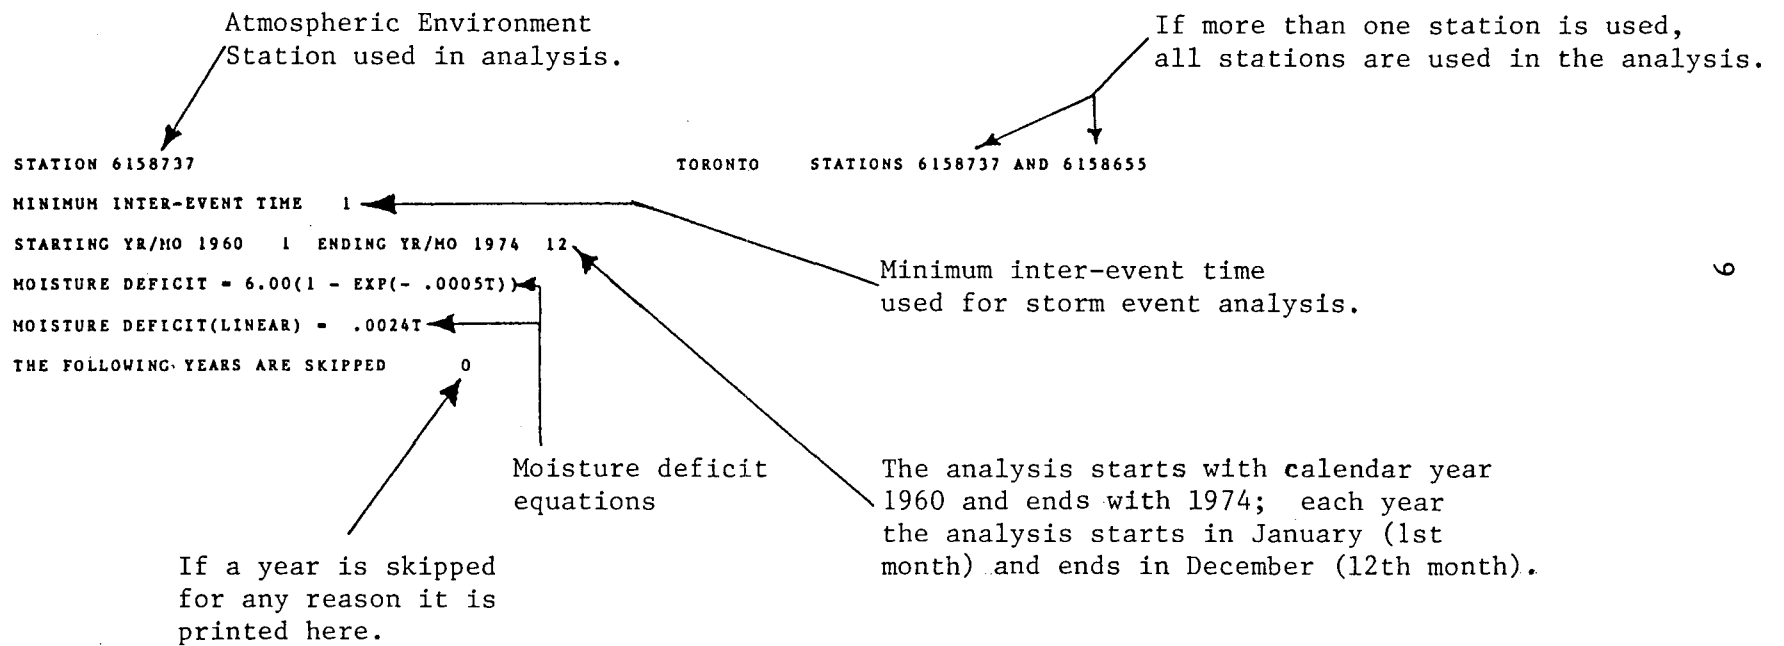 Atmospheric Environment
Station used in analysis.
If more than one station is used,
all stations are used in the analysis.
STATION 6158737
TORONTO STATIONS 6158737 AND 6158655
MINIMUM INTER-EVENT TIME 1
STARTING YR/MO 1960 1 ENDING YR/MO 1974 12
MOISTURE DEFICIT = 6.00(1 - EXP(- .0005T))
MOISTURE DEFICIT(LINEAR) = .0024T
THE FOLLOWING YEARS ARE SKIPPED 0
Minimum inter-event time
used for storm event analysis.
9
Moisture deficit
equations
The analysis starts with calendar year
1960 and ends with 1974; each year
the analysis starts in January (1st
month) and ends in December (12th month).
If a year is skipped
for any reason it is
printed here.